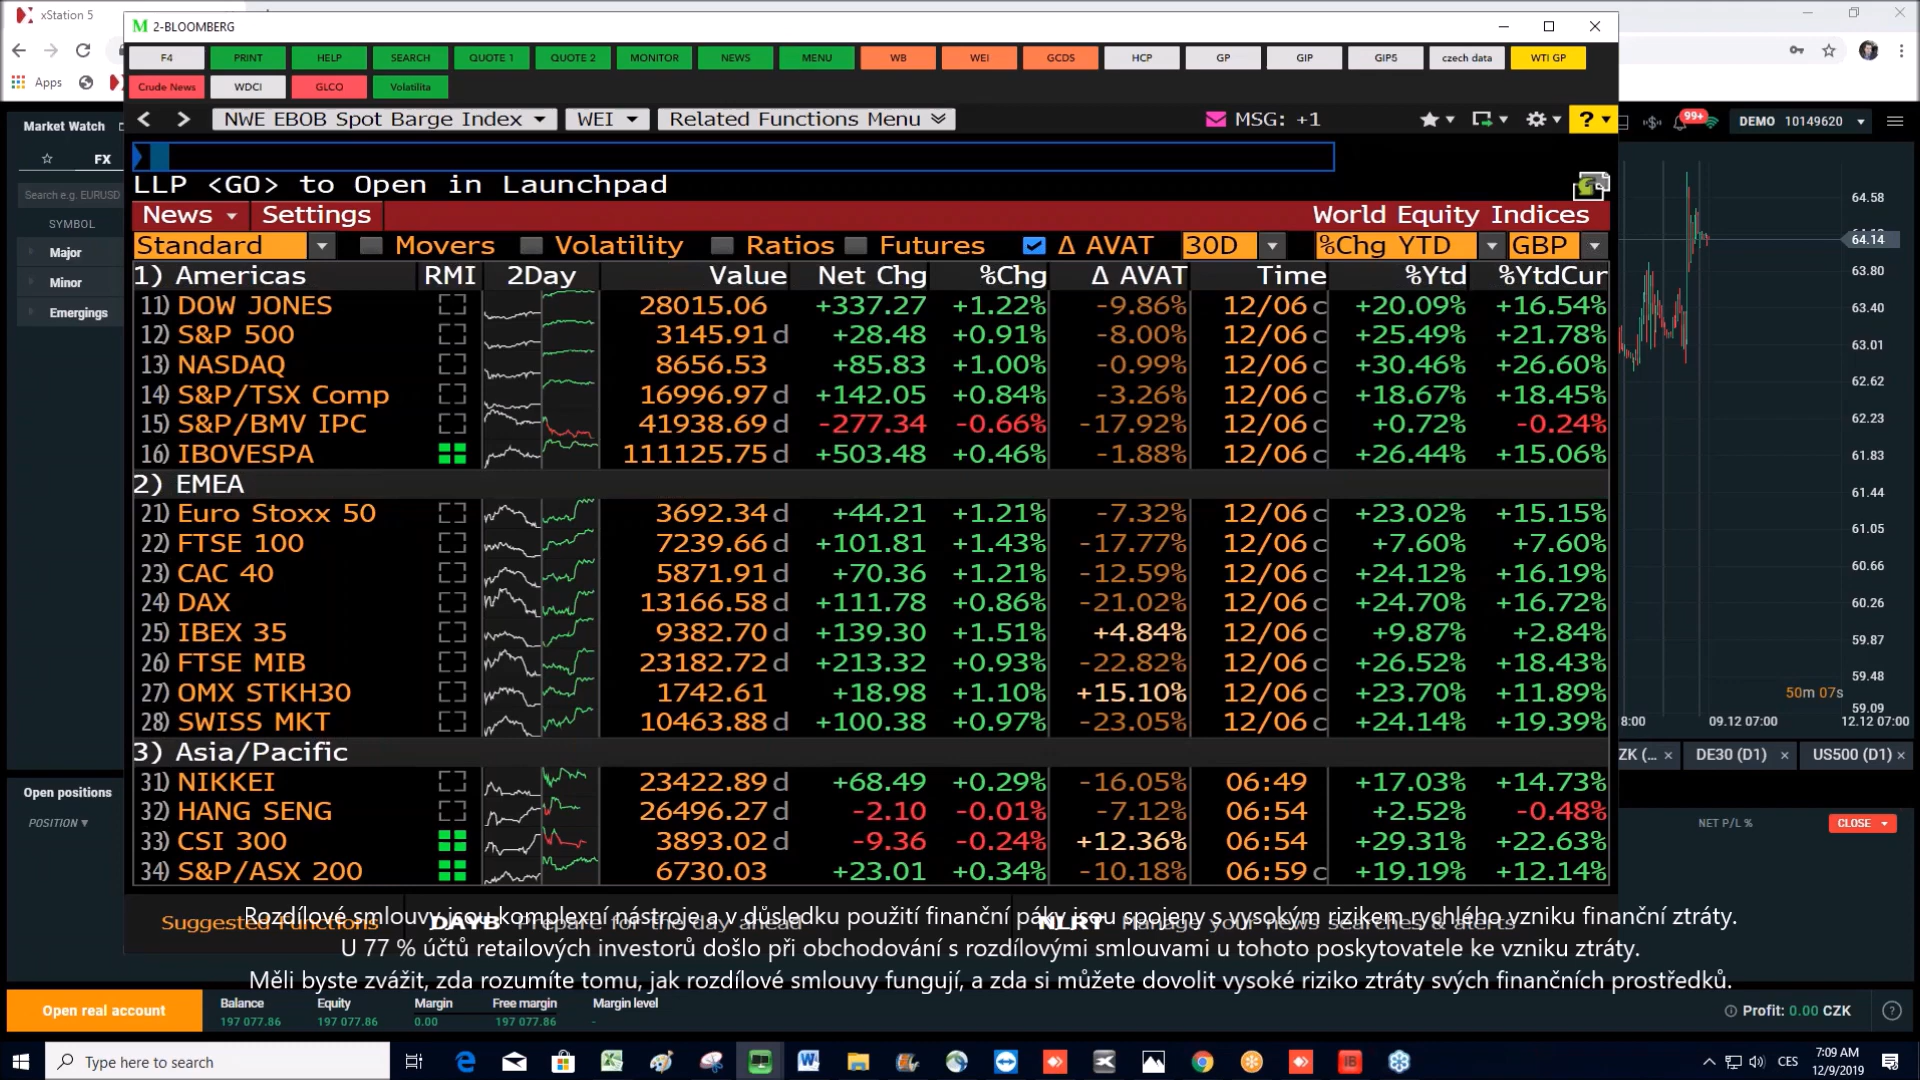 xStation 5
M 2-BLOOMBERG
F4 PRINT HELP SEARCH QUOTE 1 QUOTE 2 MONITOR NEWS MENU WB WEI GCDS HCP GP GIP GIP5 czech data WTI GP
Apps
Crude News WDCI GLCO Volatilita
NWE EBOB Spot Barge Index WEI Related Functions Menu MSG: +1
?
Market Watch
99+
DEMO 10149620
FX
LLP <GO> to Open in Launchpad
Search e.g. EURUSD
News Settings World Equity Indices
SYMBOL
Standard Movers Volatility Ratios Futures Δ AVAT 30D %Chg YTD GBP
Major
Minor
Emergings
1) Americas RMI 2Day Value Net Chg %Chg Δ AVAT Time %Ytd %YtdCur
11) DOW JONES 28015.06 +337.27 +1.22% -9.86% 12/06 c +20.09% +16.54%
12) S&P 500 3145.91 d +28.48 +0.91% -8.00% 12/06 c +25.49% +21.78%
13) NASDAQ 8656.53 +85.83 +1.00% -0.99% 12/06 c +30.46% +26.60%
14) S&P/TSX Comp 16996.97 d +142.05 +0.84% -3.26% 12/06 c +18.67% +18.45%
15) S&P/BMV IPC 41938.69 d -277.34 -0.66% -17.92% 12/06 c +0.72% -0.24%
16) IBOVESPA 111125.75 d +503.48 +0.46% -1.88% 12/06 c +26.44% +15.06%
2) EMEA
21) Euro Stoxx 50 3692.34 d +44.21 +1.21% -7.32% 12/06 c +23.02% +15.15%
22) FTSE 100 7239.66 d +101.81 +1.43% -17.77% 12/06 c +7.60% +7.60%
23) CAC 40 5871.91 d +70.36 +1.21% -12.59% 12/06 c +24.12% +16.19%
24) DAX 13166.58 d +111.78 +0.86% -21.02% 12/06 c +24.70% +16.72%
25) IBEX 35 9382.70 d +139.30 +1.51% +4.84% 12/06 c +9.87% +2.84%
26) FTSE MIB 23182.72 d +213.32 +0.93% -22.82% 12/06 c +26.52% +18.43%
27) OMX STKH30 1742.61 +18.98 +1.10% +15.10% 12/06 c +23.70% +11.89%
28) SWISS MKT 10463.88 d +100.38 +0.97% -23.05% 12/06 c +24.14% +19.39%
3) Asia/Pacific
31) NIKKEI 23422.89 d +68.49 +0.29% -16.05% 06:49 +17.03% +14.73%
32) HANG SENG 26496.27 d -2.10 -0.01% -7.12% 06:54 +2.52% -0.48%
33) CSI 300 3893.02 d -9.36 -0.24% +12.36% 06:54 +29.31% +22.63%
34) S&P/ASX 200 6730.03 +23.01 +0.34% -10.18% 06:59 c +19.19% +12.14%
64.58
64.14
63.80
63.40
63.01
62.62
62.23
61.83
61.44
61.05
60.66
60.26
59.87
59.48
59.09
50m 07s
8:00 09.12 07:00 12.12 07:00
ZK (... × DE30 (D1) × US500 (D1) ×
Open positions
POSITION
NET P/L %
CLOSE
Suggested Functions DAYB Prepare for the day ahead NLRT Manage your news searches & alerts
Rozdílové smlouvy jsou komplexní nástroje a v důsledku použití finanční páky jsou spojeny s vysokým rizikem rychlého vzniku finanční ztráty.
U 77 % účtů retailových investorů došlo při obchodování s rozdílovými smlouvami u tohoto poskytovatele ke vzniku ztráty.
Měli byste zvážit, zda rozumíte tomu, jak rozdílové smlouvy fungují, a zda si můžete dovolit vysoké riziko ztráty svých finančních prostředků.
Open real account
Balance Equity Margin Free margin Margin level
197 077.86 197 077.86 0.00 197 077.86 -
Profit: 0.00 CZK
Type here to search
CES
7:09 AM
12/9/2019